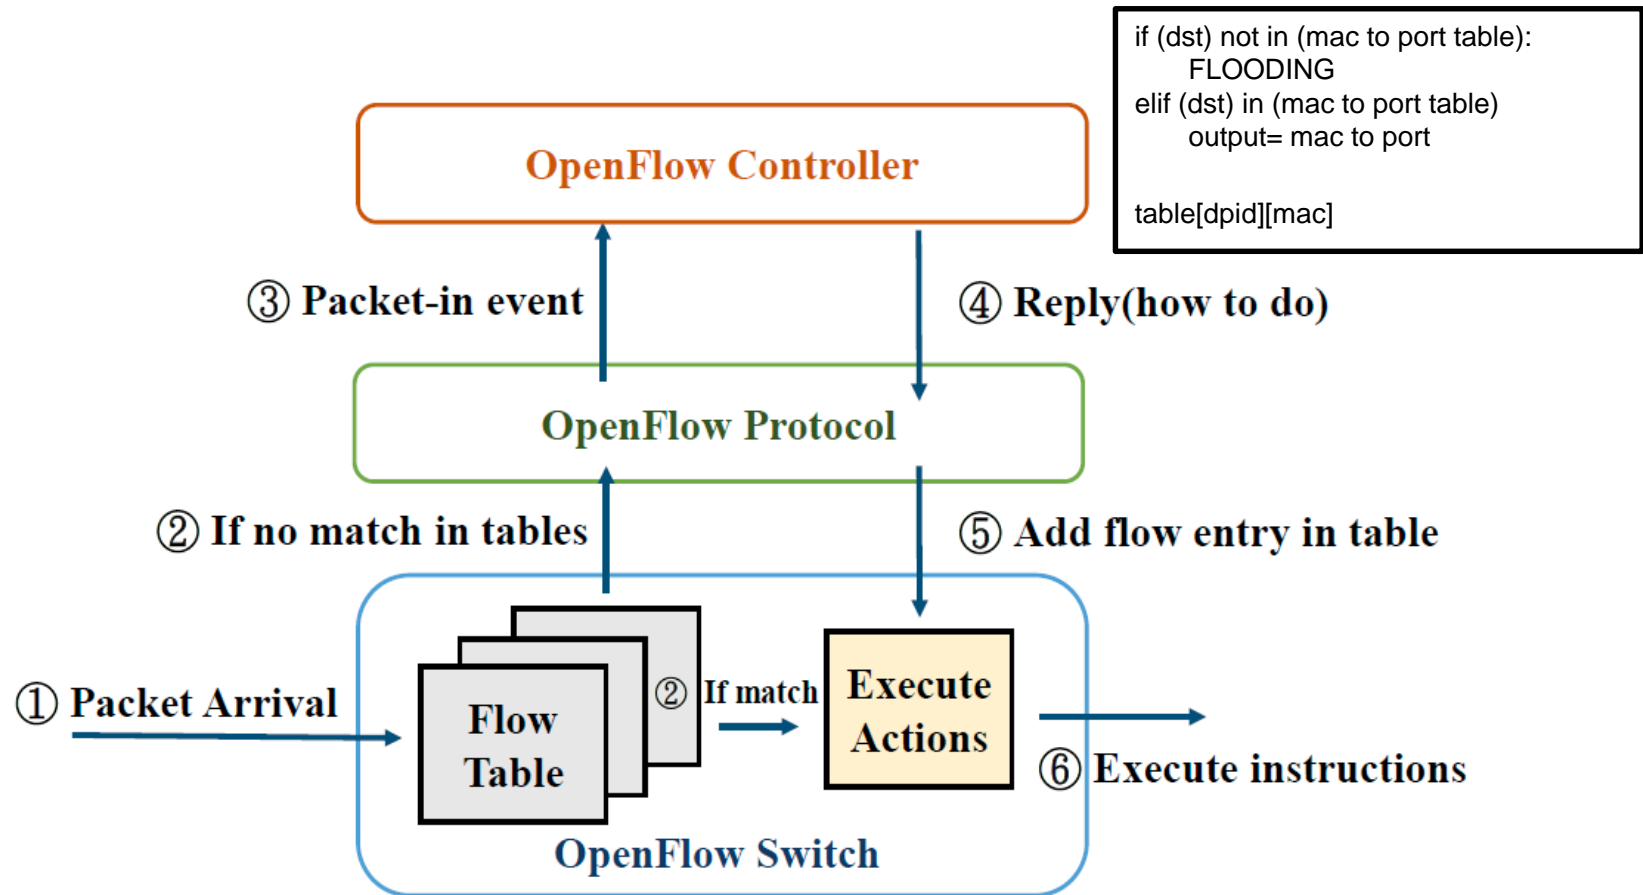 if (dst) not in (mac to port table):
FLOODING
elif (dst) in (mac to port table)
output= mac to port
table[dpid][mac]
OpenFlow Controller
③ Packet-in event
④ Reply(how to do)
OpenFlow Protocol
② If no match in tables
⑤ Add flow entry in table
① Packet Arrival
Flow
Table
② If match
Execute
Actions
⑥ Execute instructions
OpenFlow Switch